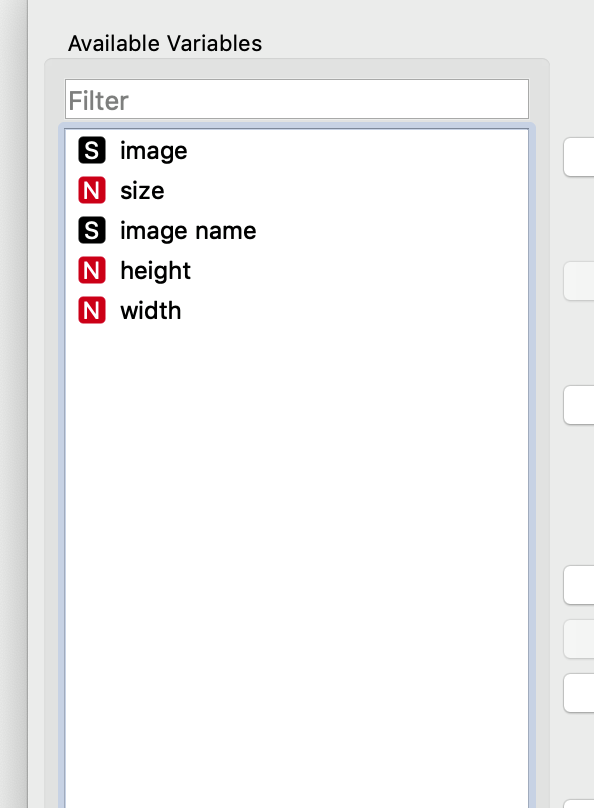 Available Variables
Filter
S image
N size
S image name
N height
N width